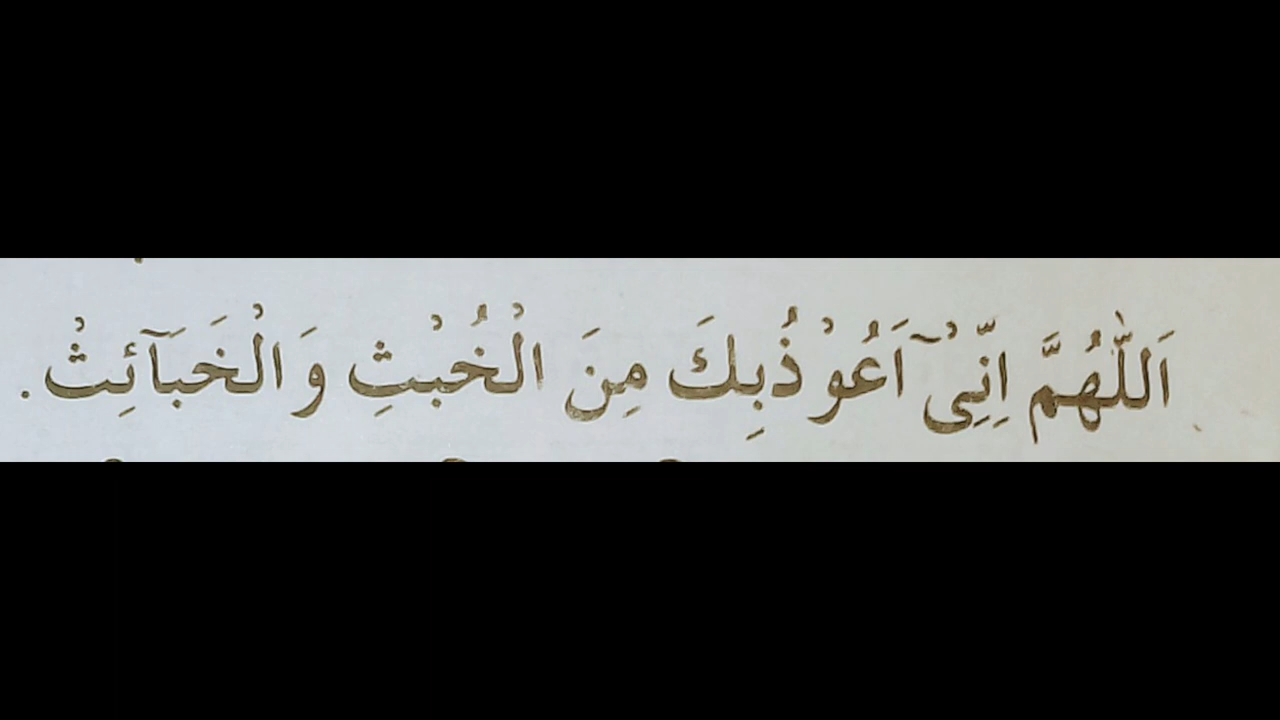 اَللّٰهُمَّ اِنِّىْٓ اَعُوْذُبِكَ مِنَ الْخُبْثِ وَ الْخَبَآئِثْ .